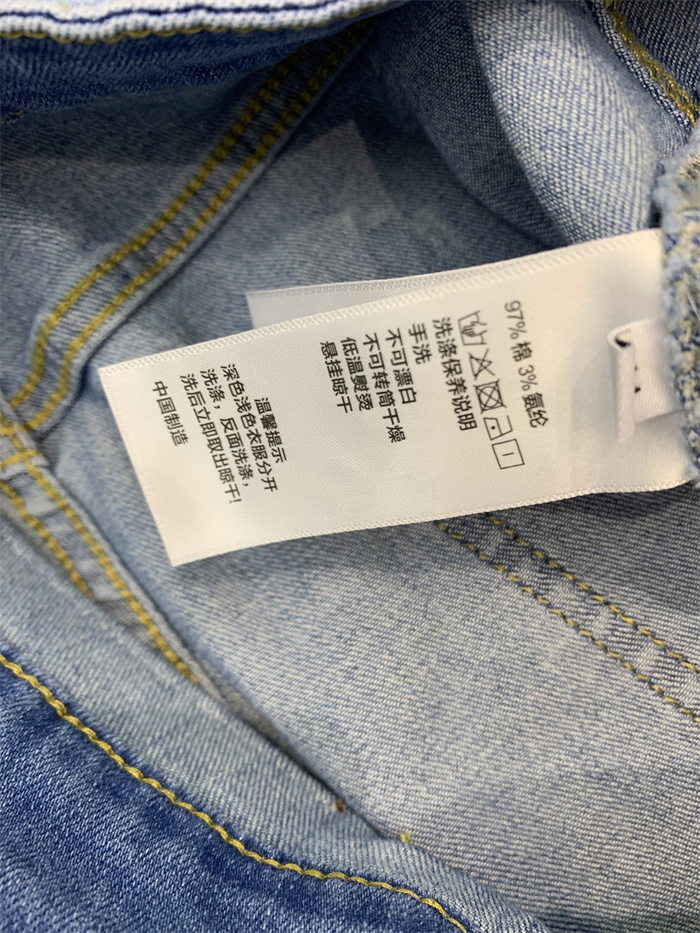 97% 棉 3% 氨纶
洗涤保养说明
手洗
不可漂白
不可转筒干燥
低温熨烫
悬挂晾干
温馨提示
深色浅色衣服分开
洗涤，反面洗涤，
洗后立即取出晾干!
中国制造